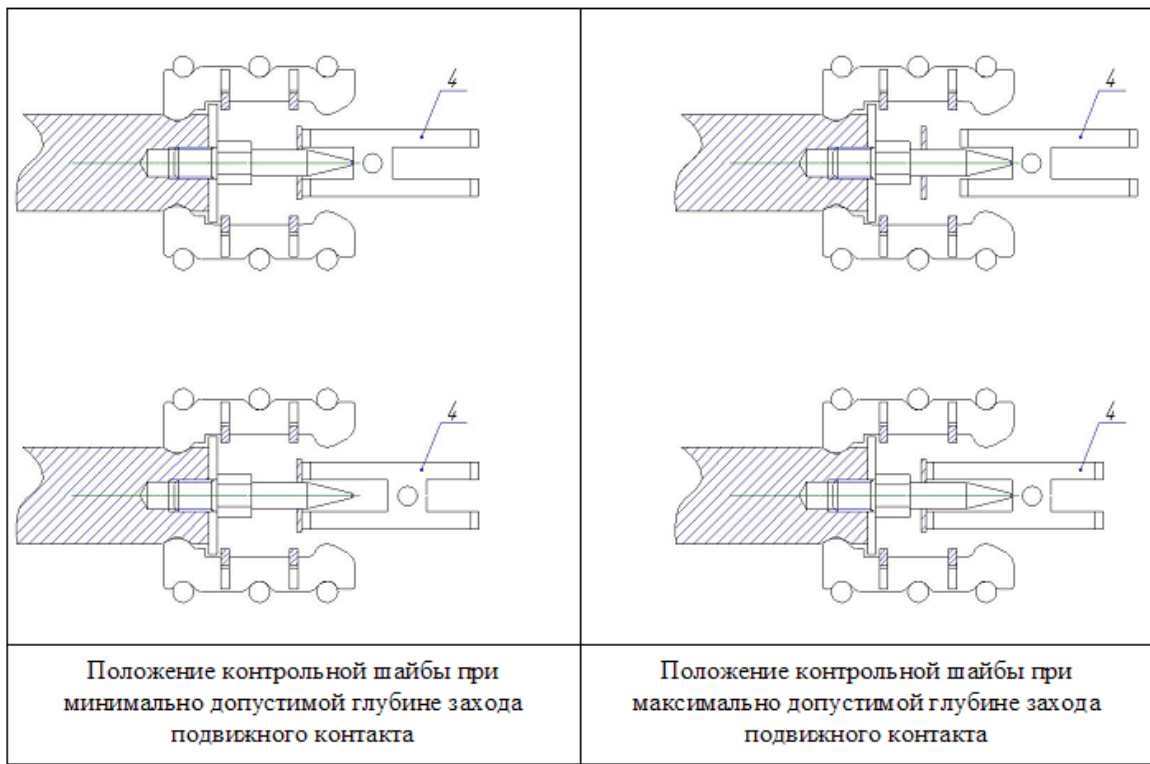 4
4
4
4
Положение контрольной шайбы при
минимально допустимой глубине захода
подвижного контакта
Положение контрольной шайбы при
максимально допустимой глубине захода
подвижного контакта